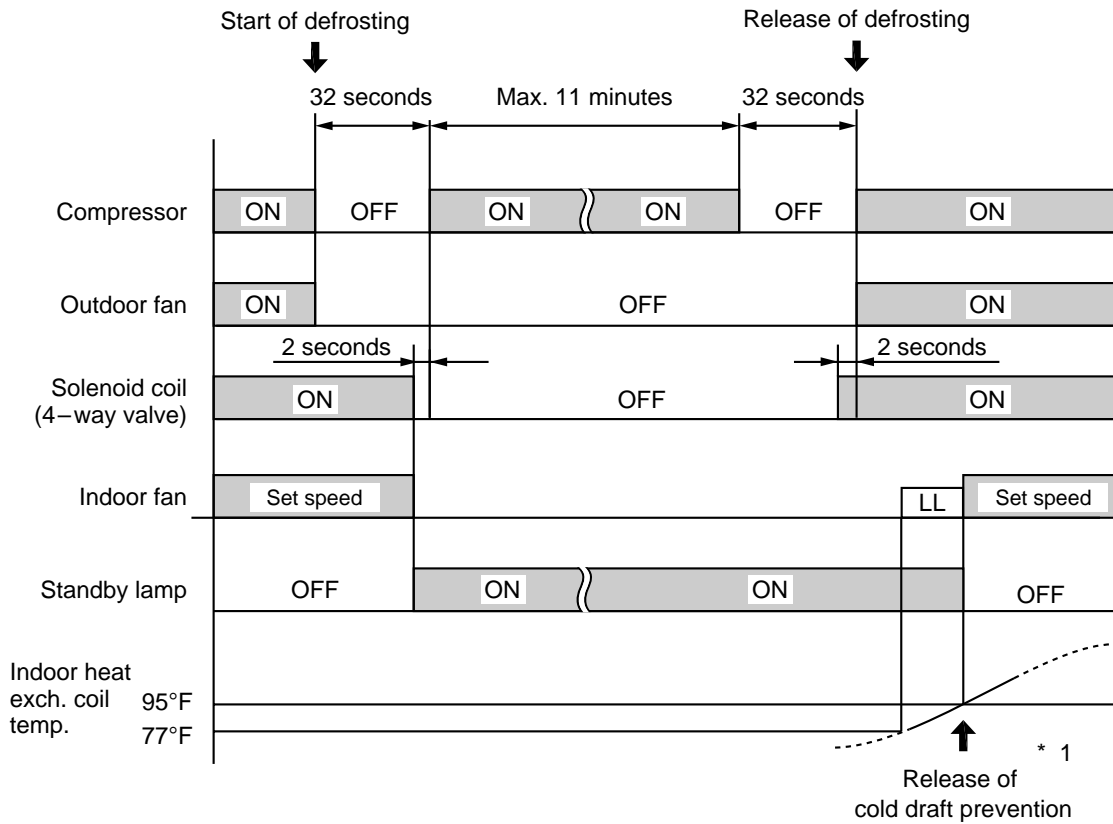 Start of defrosting
Release of defrosting
32 seconds
Max. 11 minutes
32 seconds
Compressor
ON
OFF
ON
ON
OFF
ON
Outdoor fan
ON
OFF
ON
2 seconds
2 seconds
Solenoid coil
(4–way valve)
ON
OFF
ON
Indoor fan
Set speed
LL
Set speed
Standby lamp
OFF
ON
ON
OFF
Indoor heat
exch. coil
temp.
95°F
77°F
* 1
Release of
cold draft prevention